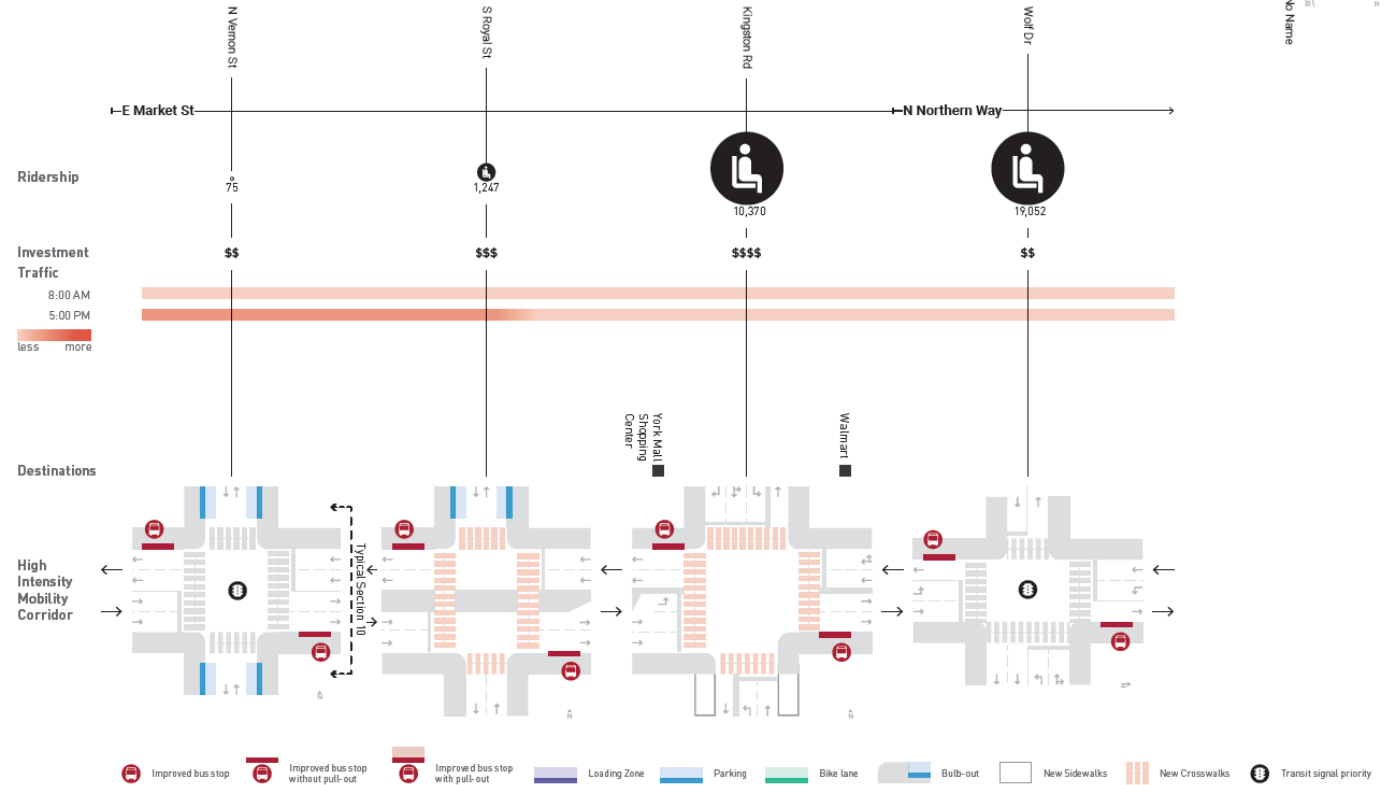 N Vernon St
S Royal St
Kingston Rd
Wolf Dr
No Name
N
E Market St
N Northern Way
Ridership
75
1,247
10,370
19,052
Investment
$$
$$$
$$$$
$$
Traffic
8:00 AM
5:00 PM
less more
York Mall
Shopping
Center
Walmart
Destinations
High
Intensity
Mobility
Corridor
Typical Section 10
N
N
N
N
Improved bus stop
Improved bus stop
without pull-out
Improved bus stop
with pull-out
Loading Zone
Parking
Bike lane
Bulb-out
New Sidewalks
New Crosswalks
Transit signal priority